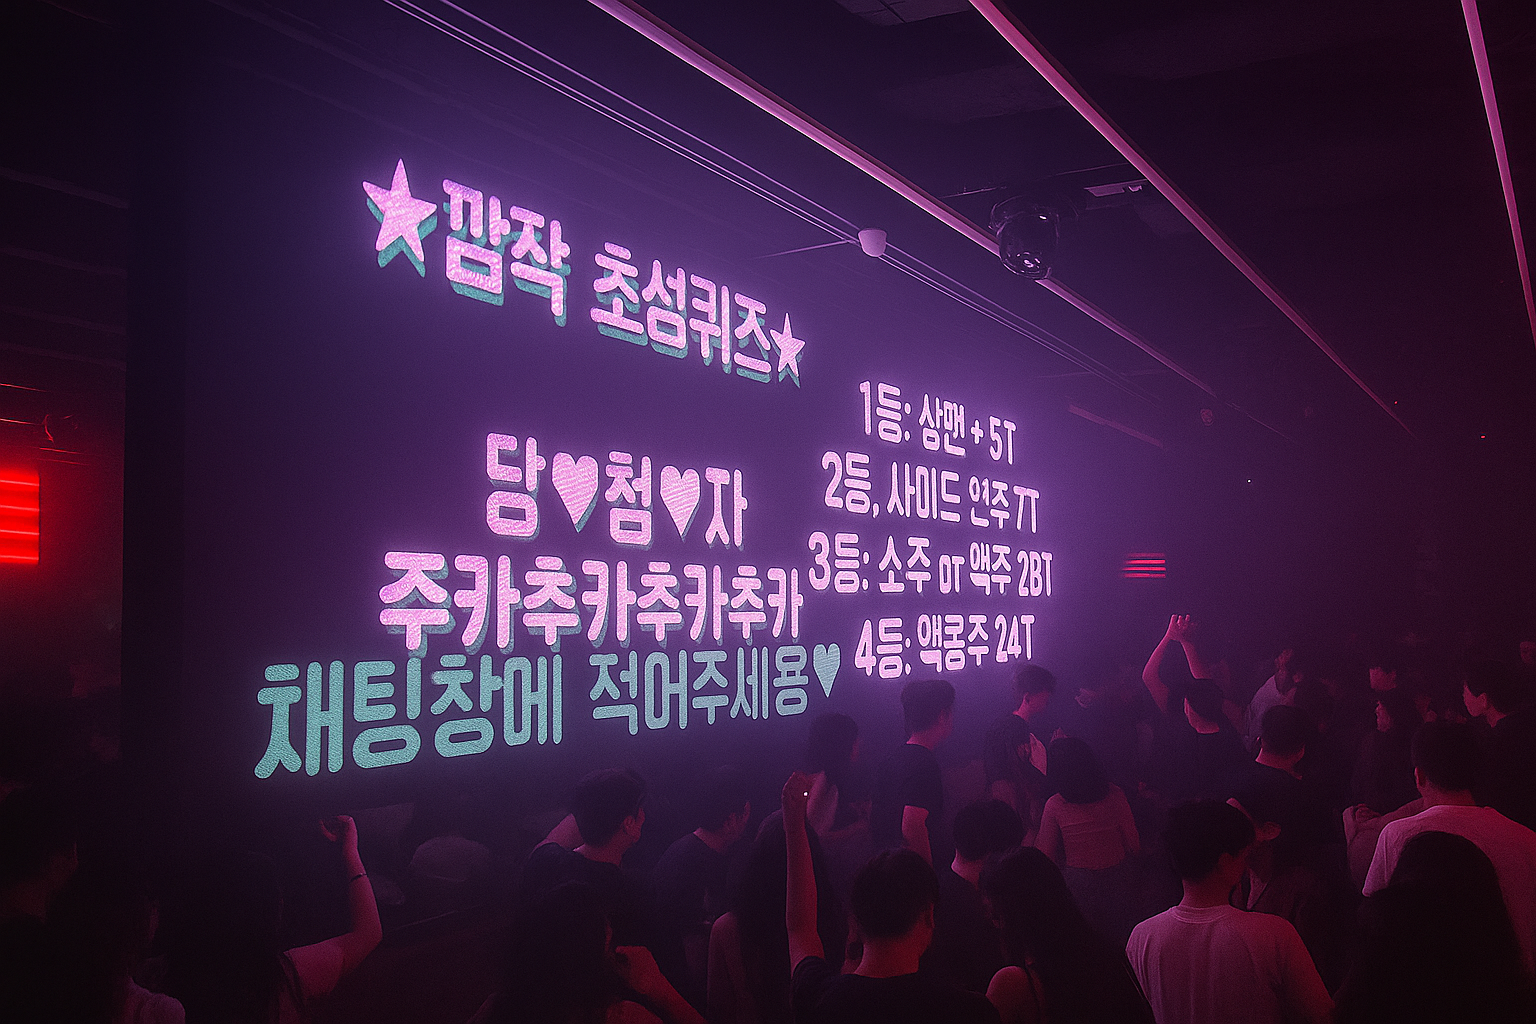 ★깜작 초섬퀴즈★
담♥첨♥자
주카추카추카추카
채팅창에 적어주세용♥
1등: 상맨 + 5T
2등, 사이드 연주 7T
3등: 소주 or 액주 2BT
4등: 액콩주 24T